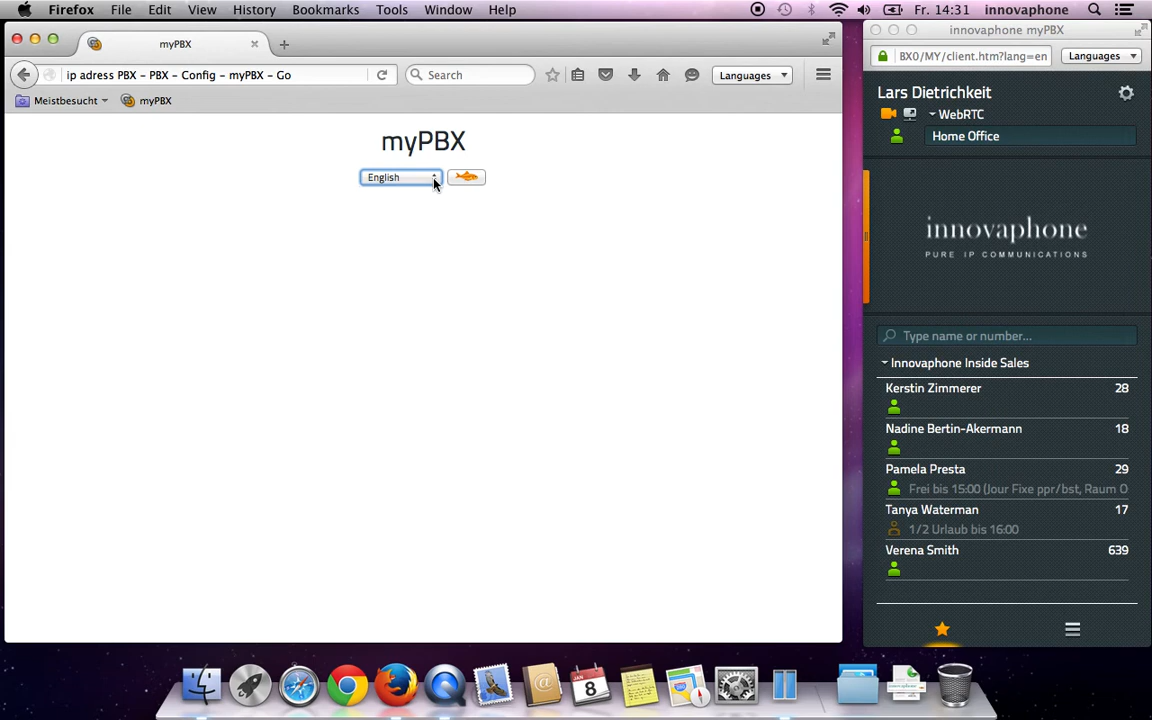 Firefox File Edit View History Bookmarks Tools Window Help Fr. 14:31 innovaphone
myPBX
ip adress PBX - PBX - Config - myPBX - Go Search Languages
Meistbesucht myPBX
myPBX
English
innovaphone myPBX
BX0/MY/client.htm?lang=en Languages
Lars Dietrichkeit
WebRTC
Home Office
innovaphone
PURE IP COMMUNICATIONS
Type name or number...
Innovaphone Inside Sales
Kerstin Zimmerer 28
Nadine Bertin-Akermann 18
Pamela Presta 29
Frei bis 15:00 (Jour Fixe ppr/bst, Raum O
Tanya Waterman 17
1/2 Urlaub bis 16:00
Verena Smith 639
JAN
8